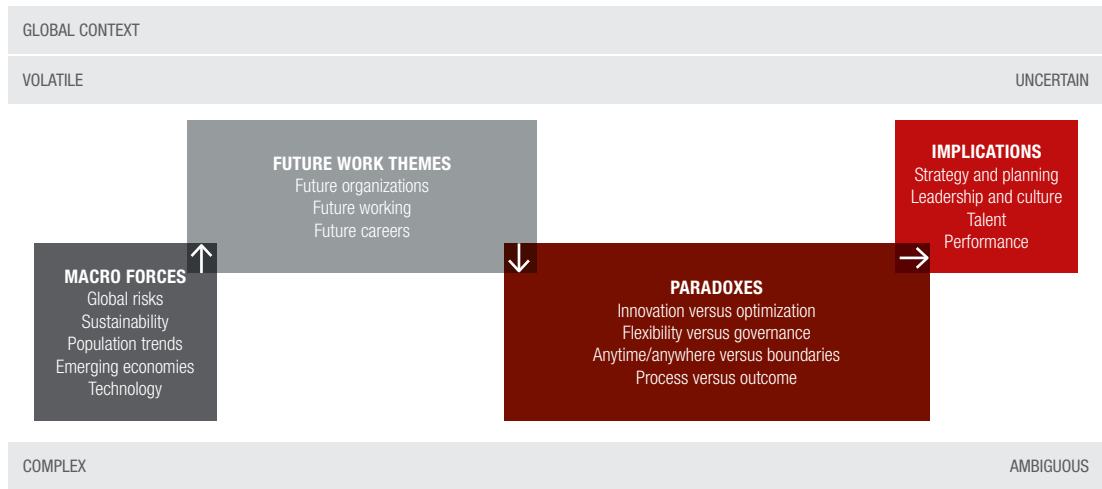 GLOBAL CONTEXT
VOLATILE
UNCERTAIN
MACRO FORCES
Global risks
Sustainability
Population trends
Emerging economies
Technology
FUTURE WORK THEMES
Future organizations
Future working
Future careers
PARADOXES
Innovation versus optimization
Flexibility versus governance
Anytime/anywhere versus boundaries
Process versus outcome
IMPLICATIONS
Strategy and planning
Leadership and culture
Talent
Performance
COMPLEX
AMBIGUOUS